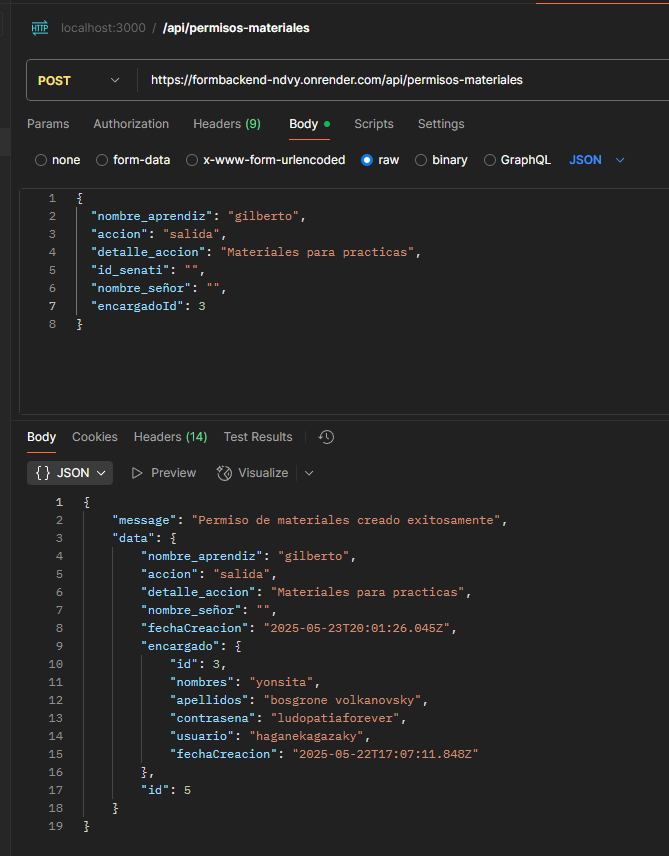 HTTP localhost:3000 / /api/permisos-materiales
POST https://formbackend-ndvy.onrender.com/api/permisos-materiales
Params Authorization Headers (9) Body Scripts Settings
none form-data x-www-form-urlencoded raw binary GraphQL JSON
1 {
2 "nombre_aprendiz": "gilberto",
3 "accion": "salida",
4 "detalle_accion": "Materiales para practicas",
5 "id_senati": "",
6 "nombre_señor": "",
7 "encargadoId": 3
8 }
Body Cookies Headers (14) Test Results
{} JSON Preview Visualize
1 {
2 "message": "Permiso de materiales creado exitosamente",
3 "data": {
4 "nombre_aprendiz": "gilberto",
5 "accion": "salida",
6 "detalle_accion": "Materiales para practicas",
7 "nombre_señor": "",
8 "fechaCreacion": "2025-05-23T20:01:26.045Z",
9 "encargado": {
10 "id": 3,
11 "nombres": "yonsita",
12 "apellidos": "bosgrone volkanovsky",
13 "contrasena": "ludopatiaforever",
14 "usuario": "haganekagazaky",
15 "fechaCreacion": "2025-05-22T17:07:11.848Z"
16 },
17 "id": 5
18 }
19 }